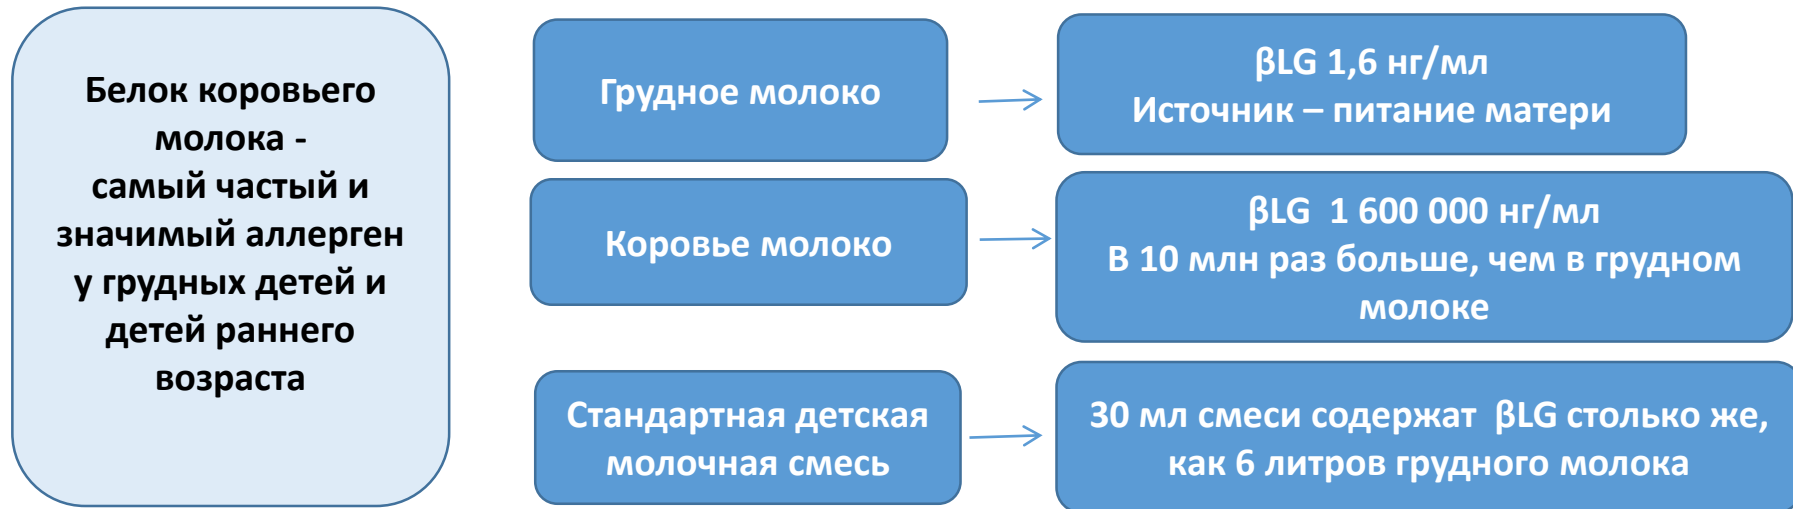 Белок коровьего
молока -
самый частый и
значимый аллерген
у грудных детей и
детей раннего
возраста
Грудное молоко
βLG 1,6 нг/мл
Источник – питание матери
Коровье молоко
βLG 1 600 000 нг/мл
В 10 млн раз больше, чем в грудном
молоке
Стандартная детская
молочная смесь
30 мл смеси содержат βLG столько же,
как 6 литров грудного молока